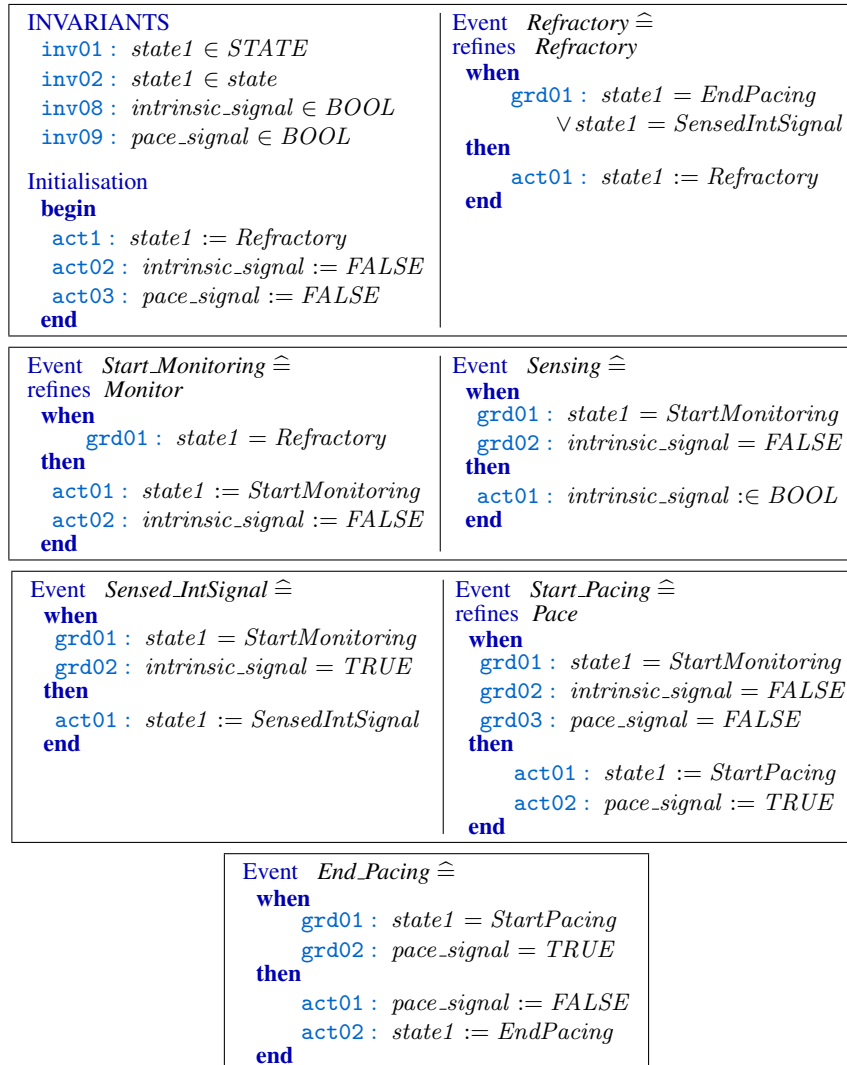 INVARIANTS
inv01 : state1 ∈ STATE
inv02 : state1 ∈ state
inv08 : intrinsic_signal ∈ BOOL
inv09 : pace_signal ∈ BOOL
Initialisation
begin
act1 : state1 := Refractory
act02 : intrinsic_signal := FALSE
act03 : pace_signal := FALSE
end
Event Refractory ≙
refines Refractory
when
grd01 : state1 = EndPacing
∨ state1 = SensedIntSignal
then
act01 : state1 := Refractory
end
Event Start_Monitoring ≙
refines Monitor
when
grd01 : state1 = Refractory
then
act01 : state1 := StartMonitoring
act02 : intrinsic_signal := FALSE
end
Event Sensing ≙
when
grd01 : state1 = StartMonitoring
grd02 : intrinsic_signal = FALSE
then
act01 : intrinsic_signal :∈ BOOL
end
Event Sensed_IntSignal ≙
when
grd01 : state1 = StartMonitoring
grd02 : intrinsic_signal = TRUE
then
act01 : state1 := SensedIntSignal
end
Event Start_Pacing ≙
refines Pace
when
grd01 : state1 = StartMonitoring
grd02 : intrinsic_signal = FALSE
grd03 : pace_signal = FALSE
then
act01 : state1 := StartPacing
act02 : pace_signal := TRUE
end
Event End_Pacing ≙
when
grd01 : state1 = StartPacing
grd02 : pace_signal = TRUE
then
act01 : pace_signal := FALSE
act02 : state1 := EndPacing
end